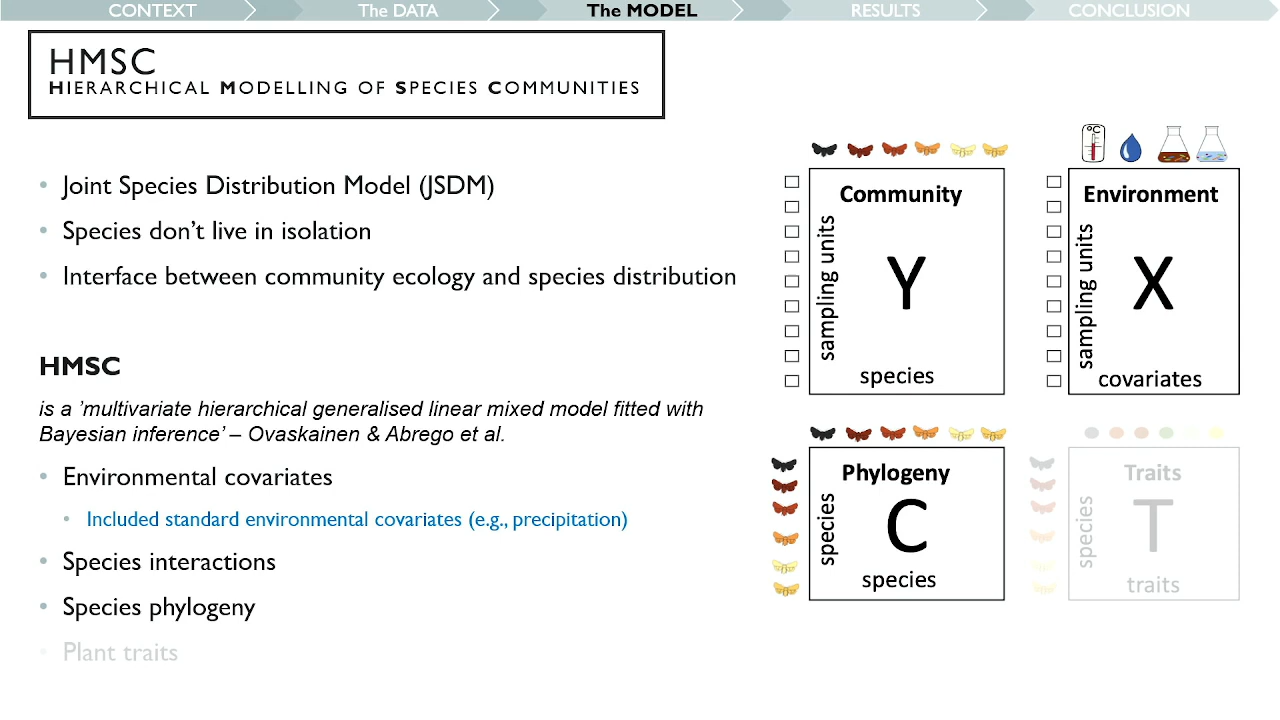 CONTEXT
The DATA
The MODEL
RESULTS
CONCLUSION
HMSC
HIERARCHICAL MODELLING OF SPECIES COMMUNITIES
• Joint Species Distribution Model (JSDM)
• Species don't live in isolation
• Interface between community ecology and species distribution
HMSC
is a 'multivariate hierarchical generalised linear mixed model fitted with
Bayesian inference' – Ovaskainen & Abrego et al.
• Environmental covariates
• Included standard environmental covariates (e.g., precipitation)
• Species interactions
• Species phylogeny
• Plant traits
Community
sampling units
Y
species
°C
Environment
sampling units
X
covariates
Phylogeny
species
C
species
Traits
species
T
traits